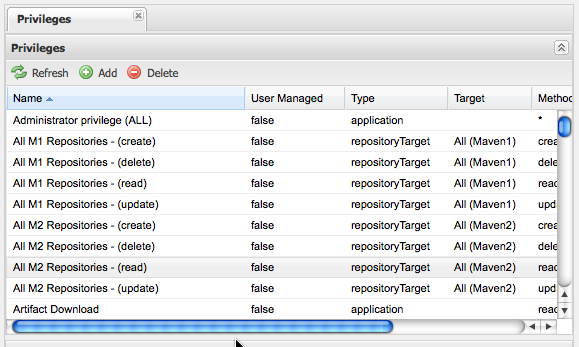 Privileges
Privileges
Refresh Add Delete
Name User Managed Type Target Method
Administrator privilege (ALL) false application *
All M1 Repositories - (create) false repositoryTarget All (Maven1) crea
All M1 Repositories - (delete) false repositoryTarget All (Maven1) dele
All M1 Repositories - (read) false repositoryTarget All (Maven1) read
All M1 Repositories - (update) false repositoryTarget All (Maven1) upd
All M2 Repositories - (create) false repositoryTarget All (Maven2) crea
All M2 Repositories - (delete) false repositoryTarget All (Maven2) dele
All M2 Repositories - (read) false repositoryTarget All (Maven2) read
All M2 Repositories - (update) false repositoryTarget All (Maven2) upd
Artifact Download false application read